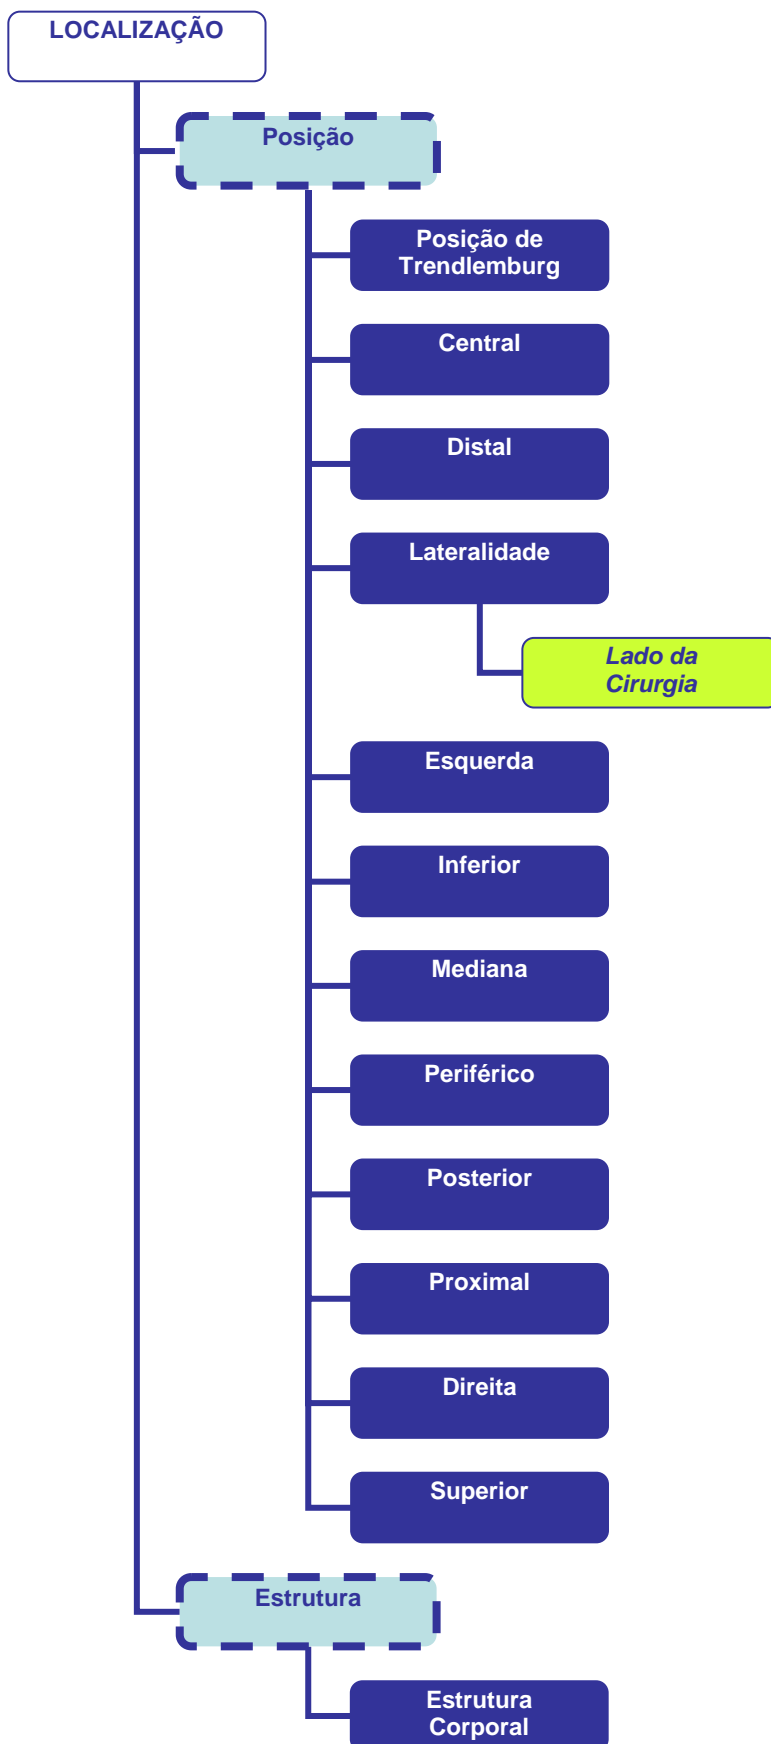 LOCALIZAÇÃO
Posição
Posição de
Trendlemburg
Central
Distal
Lateralidade
Lado da
Cirurgia
Esquerda
Inferior
Mediana
Periférico
Posterior
Proximal
Direita
Superior
Estrutura
Estrutura
Corporal